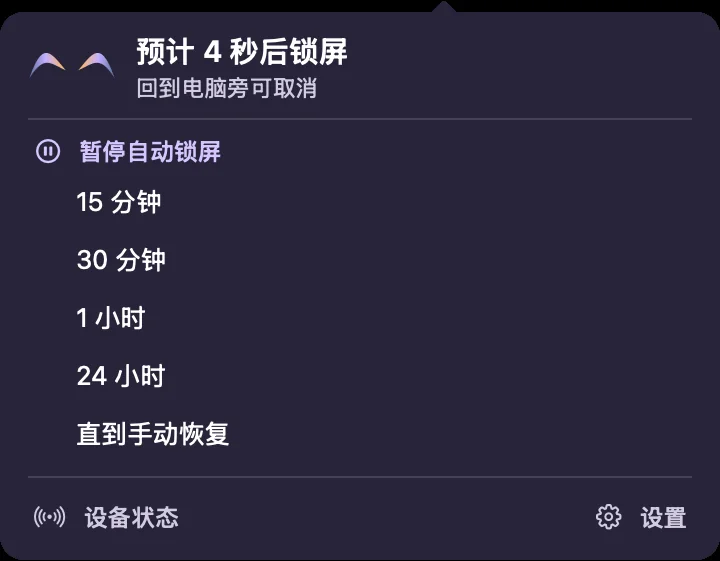 预计 4 秒后锁屏
回到电脑旁可取消
暂停自动锁屏
15 分钟
30 分钟
1 小时
24 小时
直到手动恢复
设备状态
设置